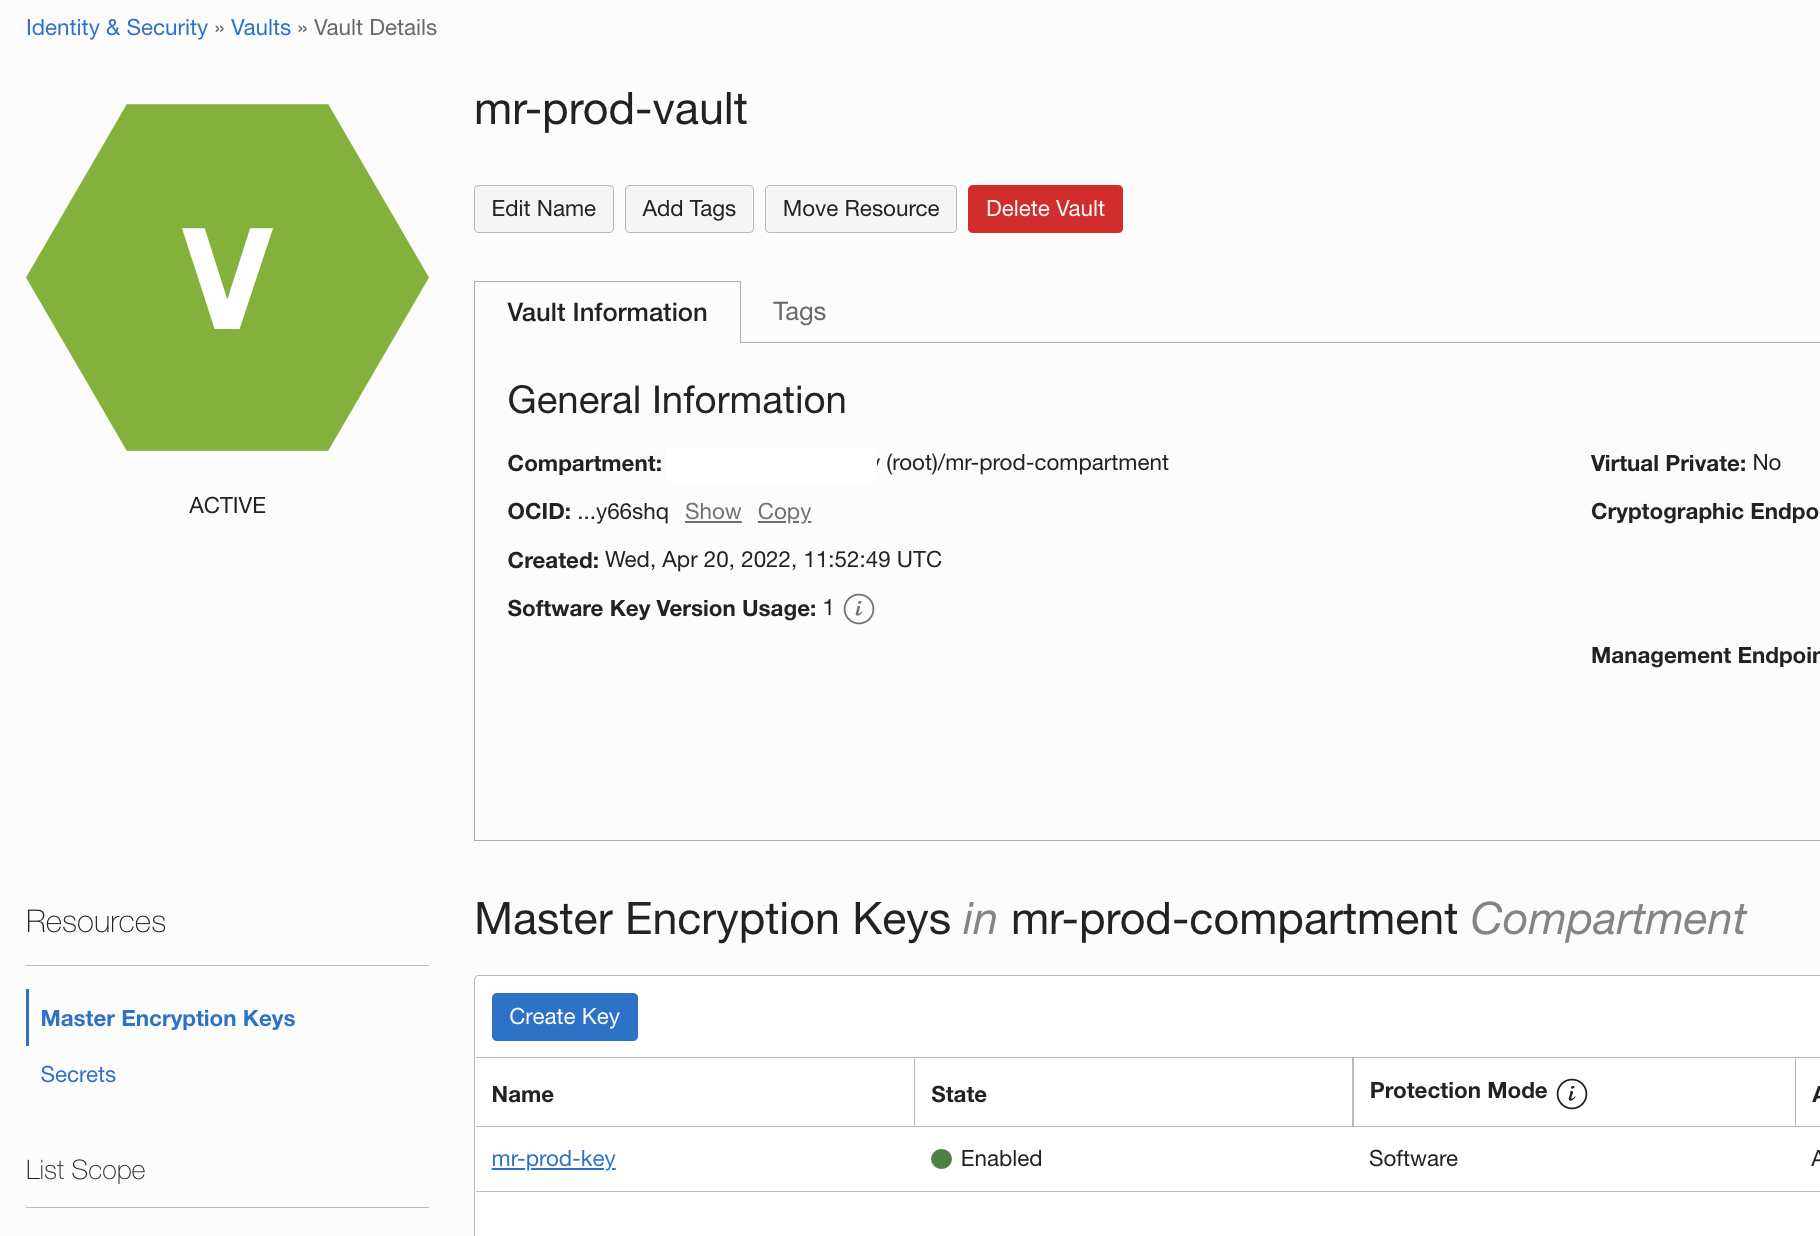 Identity & Security » Vaults » Vault Details
V
ACTIVE
mr-prod-vault
Edit Name Add Tags Move Resource Delete Vault
Vault Information Tags
General Information
Compartment: (root)/mr-prod-compartment
OCID: ...y66shq Show Copy
Created: Wed, Apr 20, 2022, 11:52:49 UTC
Software Key Version Usage: 1 i
Virtual Private: No
Cryptographic Endpo
Management Endpoin
Resources
Master Encryption Keys
Secrets
List Scope
Master Encryption Keys in mr-prod-compartment Compartment
Create Key
Name State Protection Mode i
mr-prod-key Enabled Software